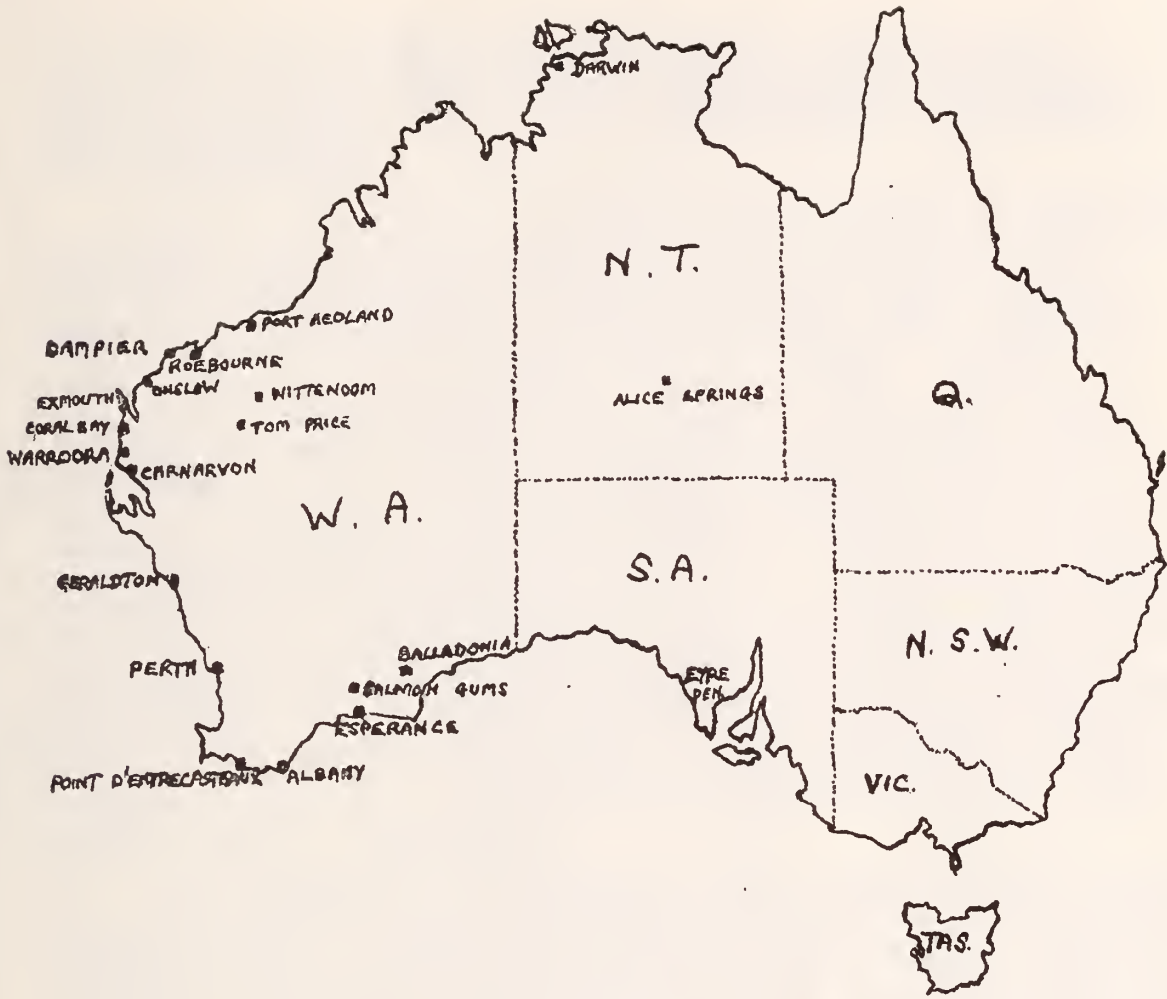 DARWIN
N.T.
PORT HEDLAND
DAMPIER
ROEBOURNE
ONSLOW
EXMOUTH
WITTENOOM
ALICE SPRINGS
Q.
CORAL BAY
TOM PRICE
WARROORA
CARNARVON
W. A.
S.A.
GERALDTON
N. S. W.
BALLADONIA
PERTH
EYRE
PEN.
SALMON GUMS
ESPERANCE
POINT D'ENTRECASTEAUX
ALBANY
VIC.
TAS.